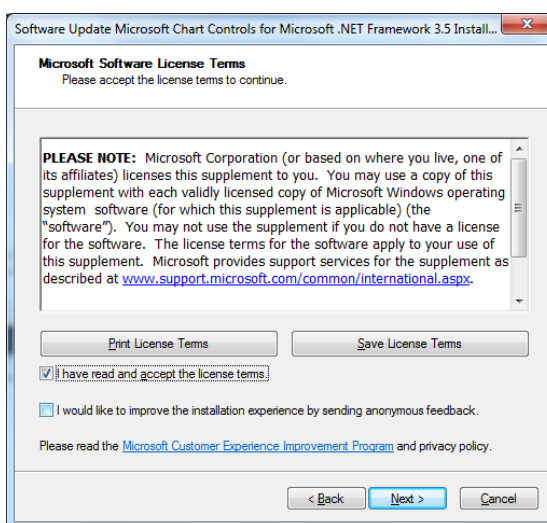 Software Update Microsoft Chart Controls for Microsoft .NET Framework 3.5 Install...
Microsoft Software License Terms
Please accept the license terms to continue.
PLEASE NOTE: Microsoft Corporation (or based on where you live, one of
its affiliates) licenses this supplement to you. You may use a copy of this
supplement with each validly licensed copy of Microsoft Windows operating
system software (for which this supplement is applicable) (the
“software”). You may not use the supplement if you do not have a license
for the software. The license terms for the software apply to your use of
this supplement. Microsoft provides support services for the supplement as
described at www.support.microsoft.com/common/international.aspx.
Print License Terms
Save License Terms
I have read and accept the license terms.
I would like to improve the installation experience by sending anonymous feedback.
Please read the Microsoft Customer Experience Improvement Program and privacy policy.
< Back
Next >
Cancel